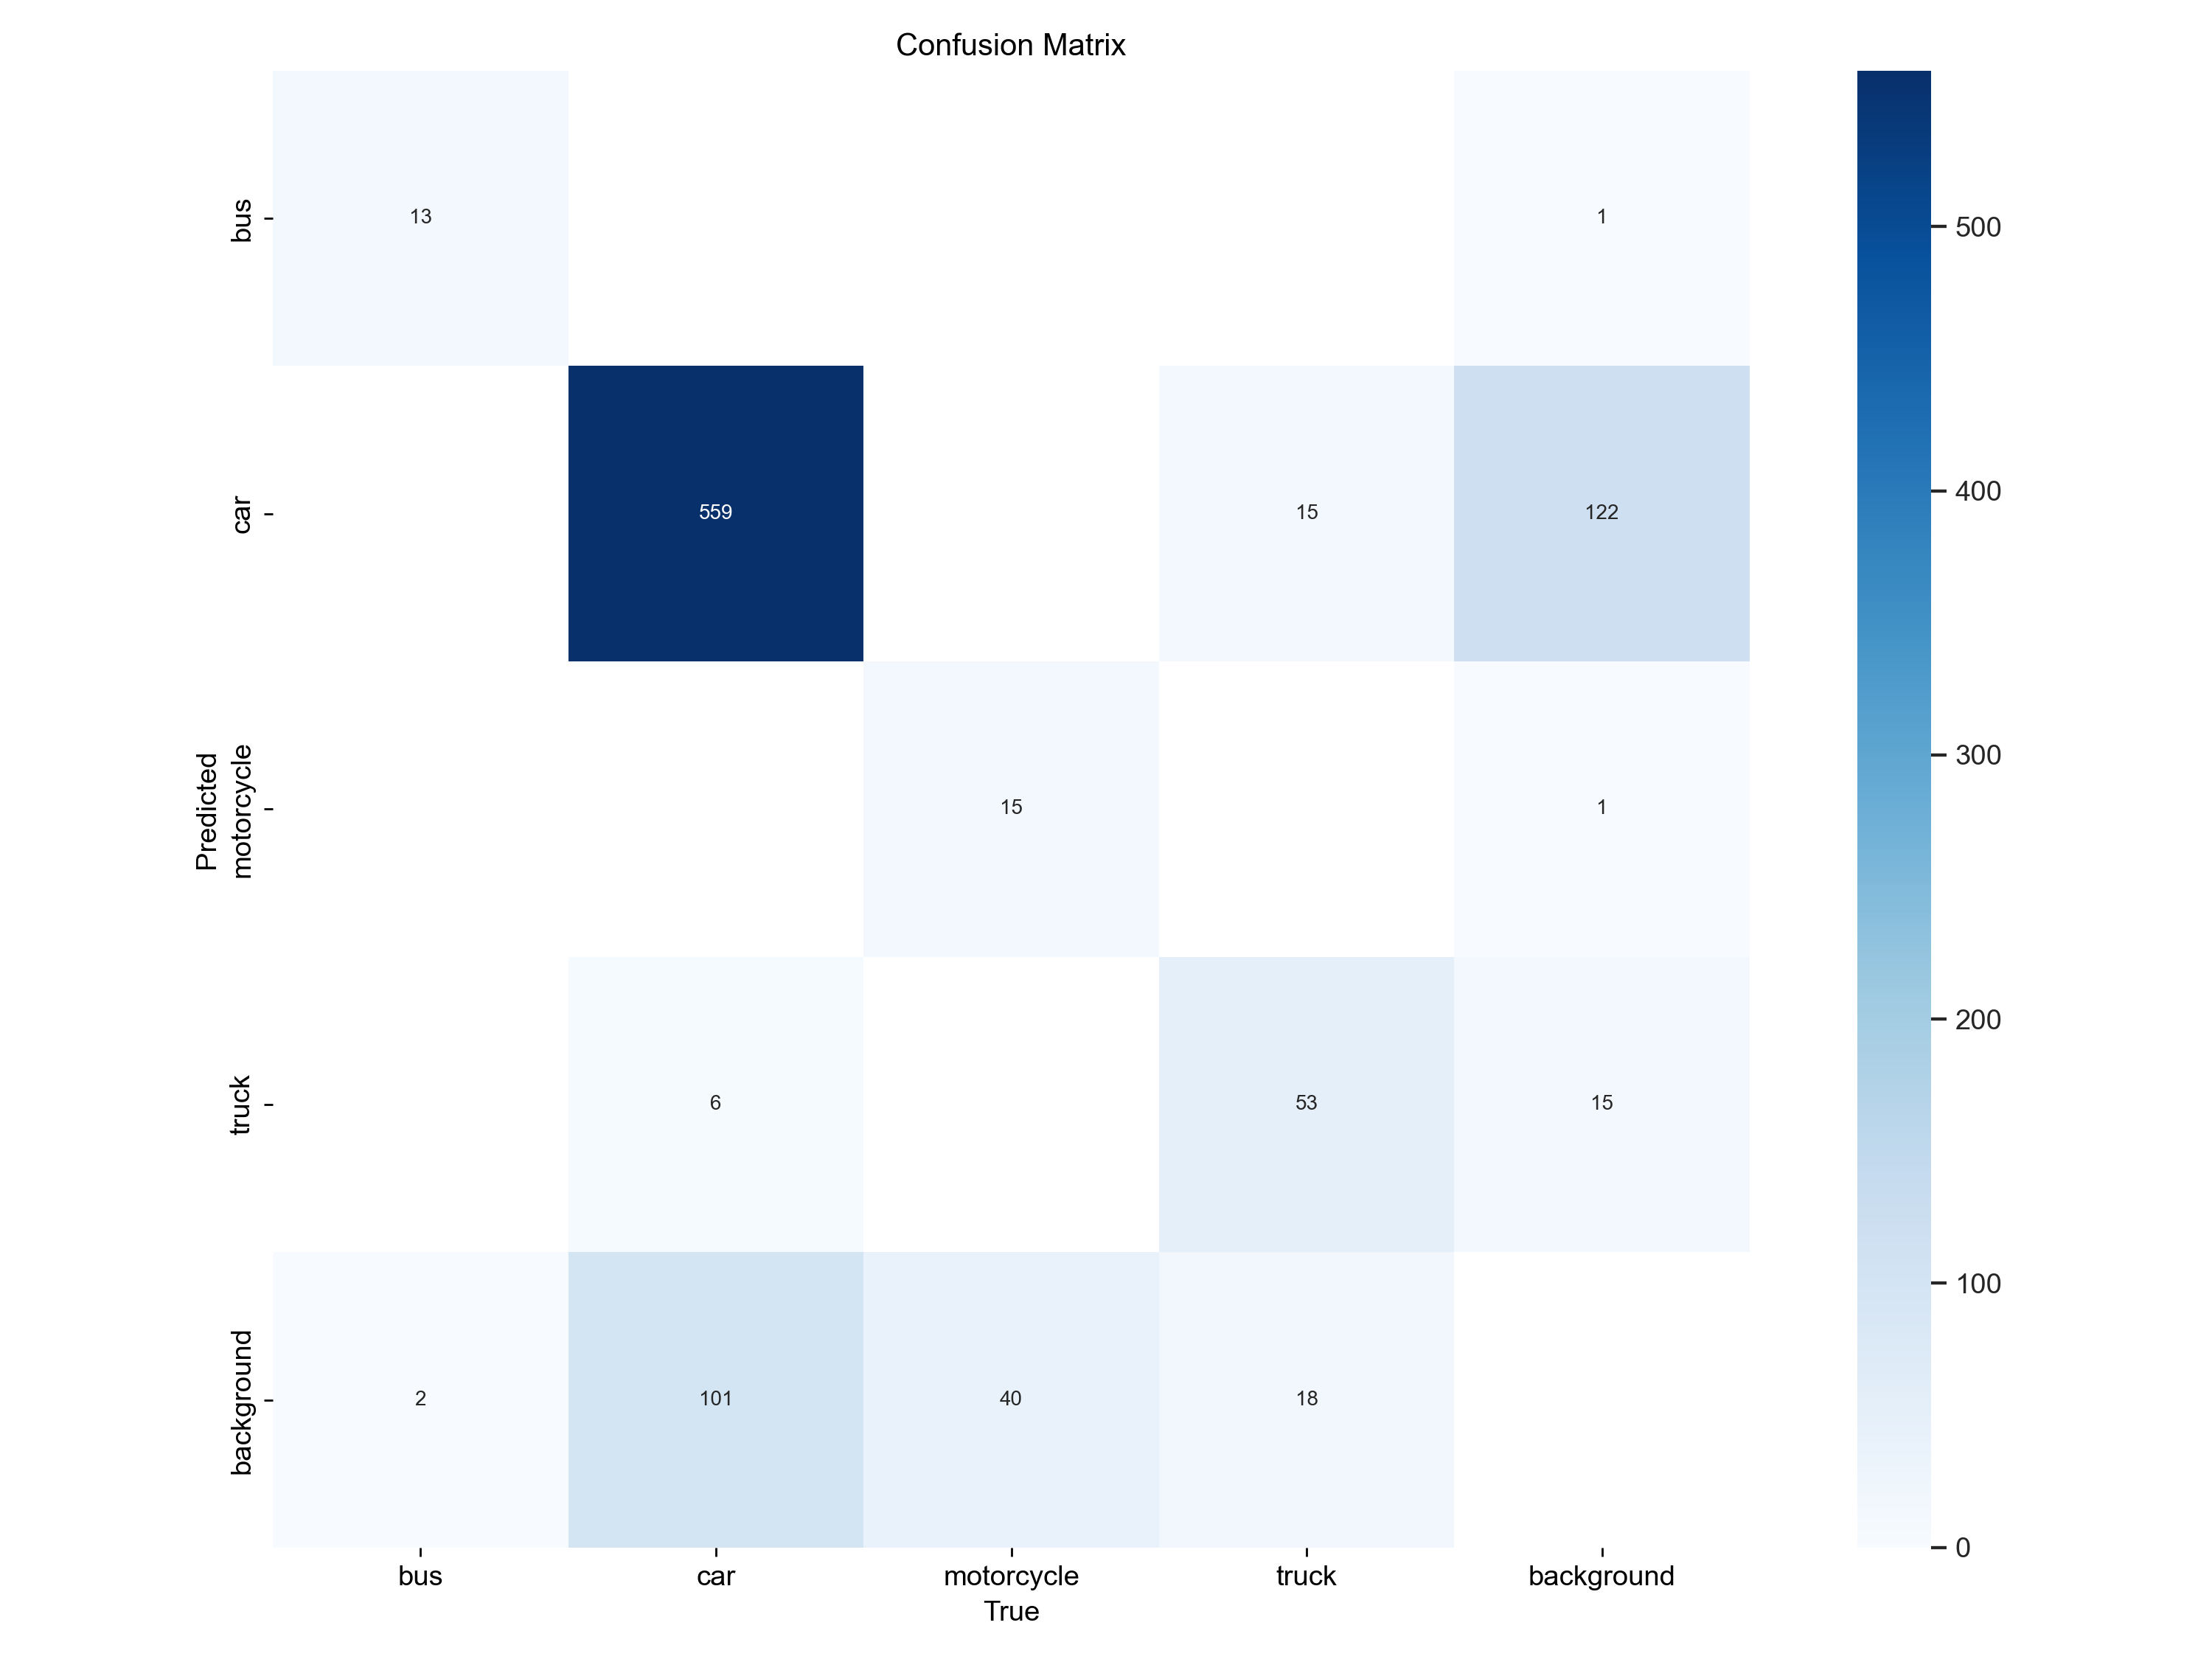 Confusion Matrix
bus
13
1
500
car
559
15
122
400
Predicted
motorcycle
15
1
300
truck
6
53
15
200
background
2
101
40
18
100
0
bus
car
motorcycle
truck
background
True